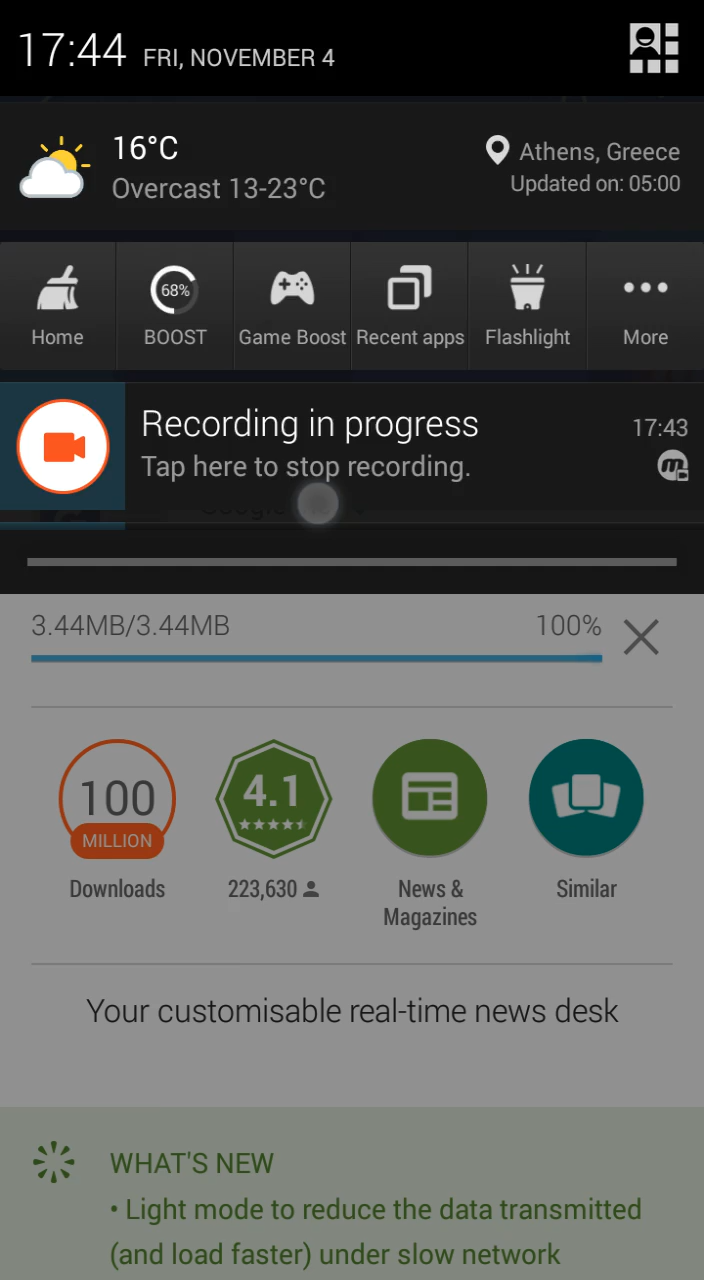 17:44 FRI, NOVEMBER 4
16°C
Overcast 13-23°C
Athens, Greece
Updated on: 05:00
68%
Home
BOOST
Game Boost
Recent apps
Flashlight
More
Recording in progress
17:43
Tap here to stop recording.
3.44MB/3.44MB
100%
100
MILLION
Downloads
4.1
223,630
News &
Magazines
Similar
Your customisable real-time news desk
WHAT'S NEW
• Light mode to reduce the data transmitted
(and load faster) under slow network